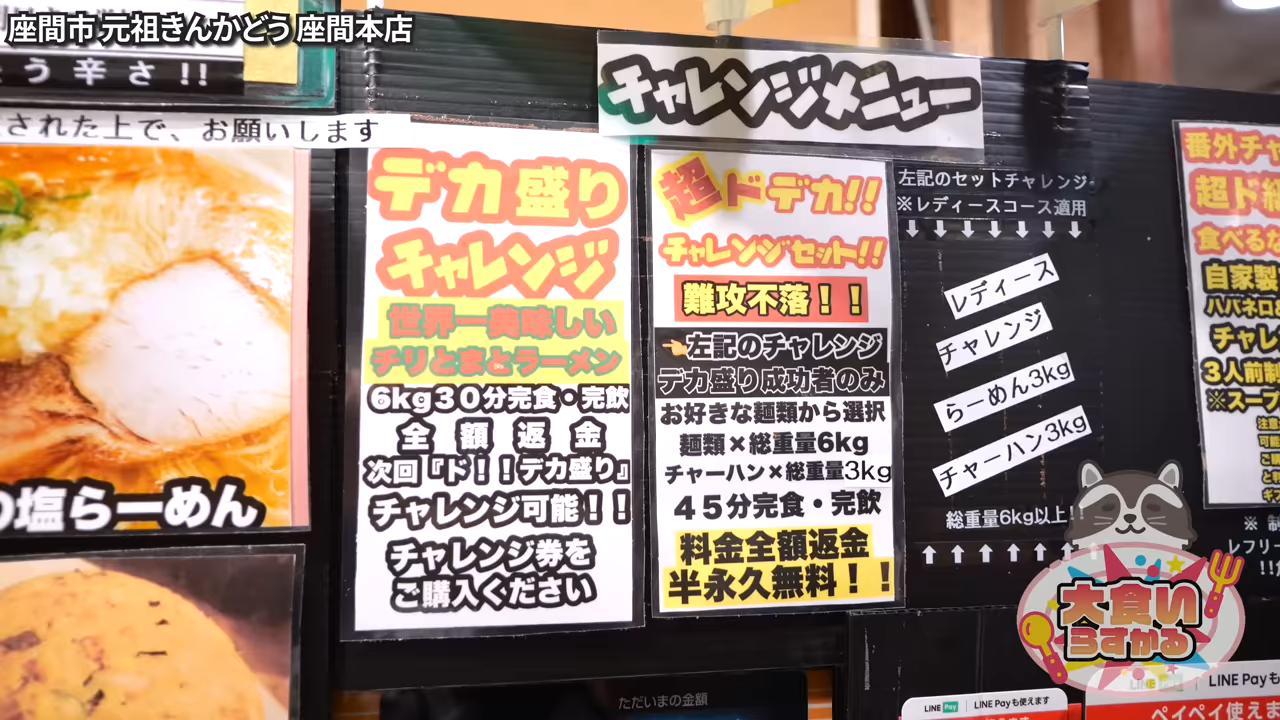 座間市 元祖きんかどう 座間本店
う辛さ!!
された上で、お願いします
の塩らーめん
チャレンジメニュー
デカ盛り
チャレンジ
世界一美味しい
チリとまとラーメン
6kg30分完食・完飲
全額返金
次回『ド!!デカ盛り』
チャレンジ可能!!
チャレンジ券を
ご購入ください
超ドデカ!!
チャレンジセット!!
難攻不落!!
👈左記のチャレンジ
デカ盛り成功者のみ
お好きな麺類から選択
麺類×総重量6kg
チャーハン×総重量3kg
45分完食・完飲
料金全額返金
半永久無料!!
左記のセットチャレンジ。
※レディースコース適用
↓↓↓↓↓↓
レディース
チャレンジ
らーめん3kg
チャーハン3kg
総重量6kg以上!!
↑↑↑↑↑↑
番外チャ
超ド級
食べるな
自家製
ハバネロ
チャレン
3人前制
※スープ
レフリー
大食い
らすかる
ただいまの金額
LINE Pay
LINE Payも使えます
LINE Payも
ペイペイ使えま